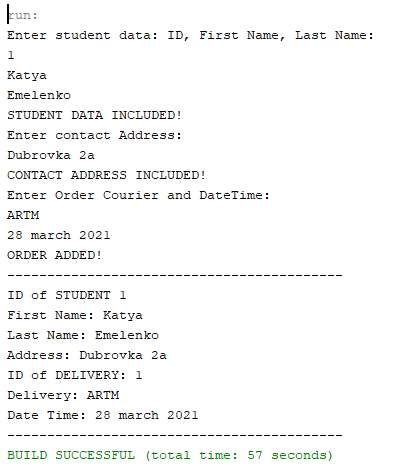 run:
Enter student data: ID, First Name, Last Name:
1
Katya
Emelenko
STUDENT DATA INCLUDED!
Enter contact Address:
Dubrovka 2a
CONTACT ADDRESS INCLUDED!
Enter Order Courier and DateTime:
ARTM
28 march 2021
ORDER ADDED!
------------------------------------------
ID of STUDENT 1
First Name: Katya
Last Name: Emelenko
Address: Dubrovka 2a
ID of DELIVERY: 1
Delivery: ARTM
Date Time: 28 march 2021
------------------------------------------
BUILD SUCCESSFUL (total time: 57 seconds)